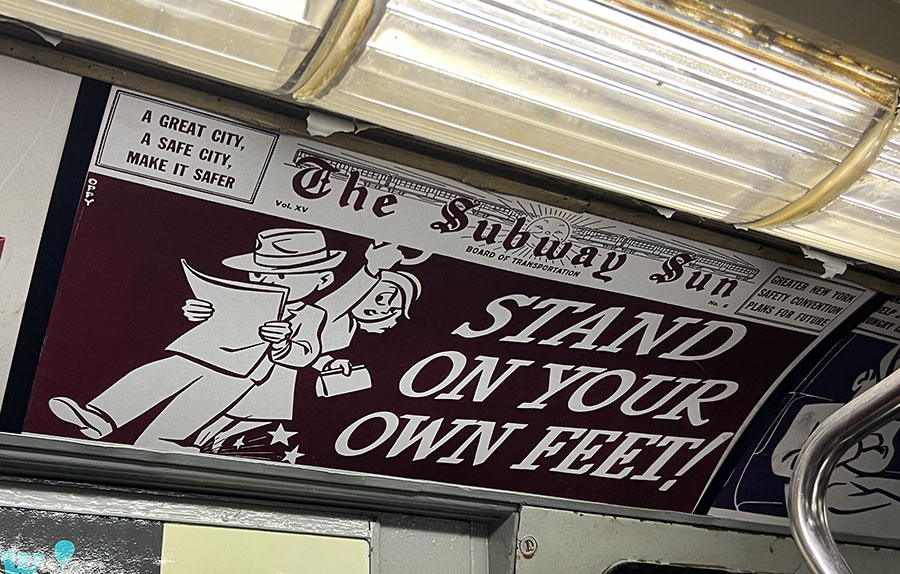 A GREAT CITY,
A SAFE CITY,
MAKE IT SAFER
OPPY
Vol. XV
The Subway Sun
BOARD OF TRANSPORTATION
No. 6
GREATER NEW YORK
SAFETY CONVENTION
PLANS FOR FUTURE
STAND
ON YOUR
OWN FEET!